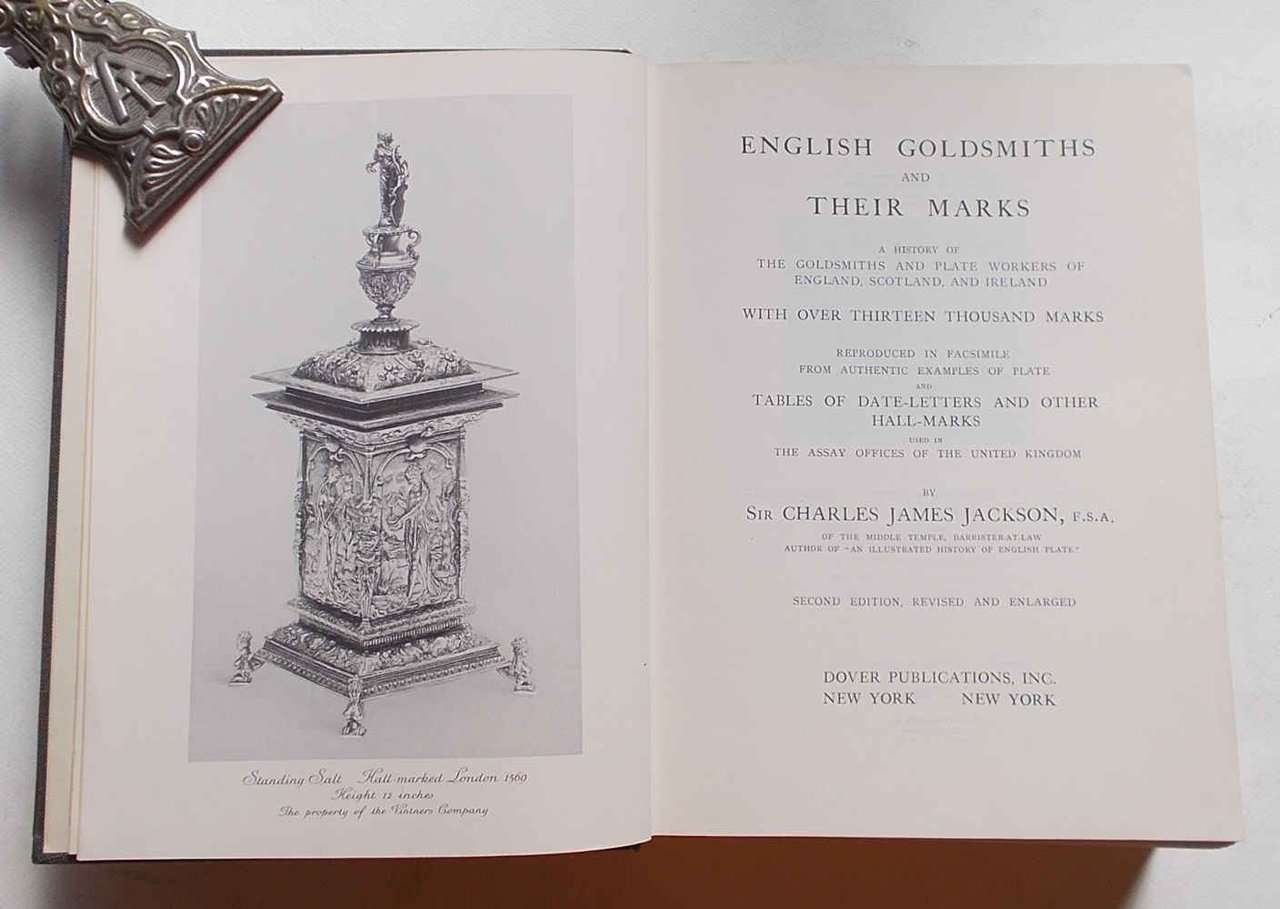 A
Standing Salt Hall-marked London 1569
Height 12 inches
The property of the Vintners Company
ENGLISH GOLDSMITHS
AND
THEIR MARKS
A HISTORY OF
THE GOLDSMITHS AND PLATE WORKERS OF
ENGLAND, SCOTLAND, AND IRELAND
WITH OVER THIRTEEN THOUSAND MARKS
REPRODUCED IN FACSIMILE
FROM AUTHENTIC EXAMPLES OF PLATE
AND
TABLES OF DATE-LETTERS AND OTHER
HALL-MARKS
USED IN
THE ASSAY OFFICES OF THE UNITED KINGDOM
BY
SIR CHARLES JAMES JACKSON, F.S.A.
OF THE MIDDLE TEMPLE, BARRISTER-AT-LAW
AUTHOR OF "AN ILLUSTRATED HISTORY OF ENGLISH PLATE"
SECOND EDITION, REVISED AND ENLARGED
DOVER PUBLICATIONS, INC.
NEW YORK NEW YORK